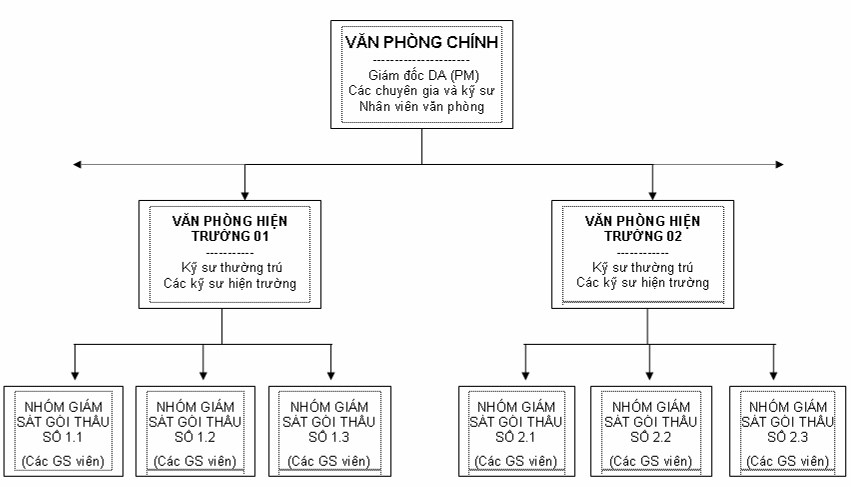 VĂN PHÒNG CHÍNH
----------------------
Giám đốc DA (PM)
Các chuyên gia và kỹ sư
Nhân viên văn phòng
VĂN PHÒNG HIỆN
TRƯỜNG 01
-----------
Kỹ sư thường trú
Các kỹ sư hiện trường
VĂN PHÒNG HIỆN
TRƯỜNG 02
-----------
Kỹ sư thường trú
Các kỹ sư hiện trường
NHÓM GIÁM
SÁT GÓI THẦU
SỐ 1.1
(Các GS viên)
NHÓM GIÁM
SÁT GÓI THẦU
SỐ 1.2
(Các GS viên)
NHÓM GIÁM
SÁT GÓI THẦU
SỐ 1.3
(Các GS viên)
NHÓM GIÁM
SÁT GÓI THẦU
SỐ 2.1
(Các GS viên)
NHÓM GIÁM
SÁT GÓI THẦU
SỐ 2.2
(Các GS viên)
NHÓM GIÁM
SÁT GÓI THẦU
SỐ 2.3
(Các GS viên)